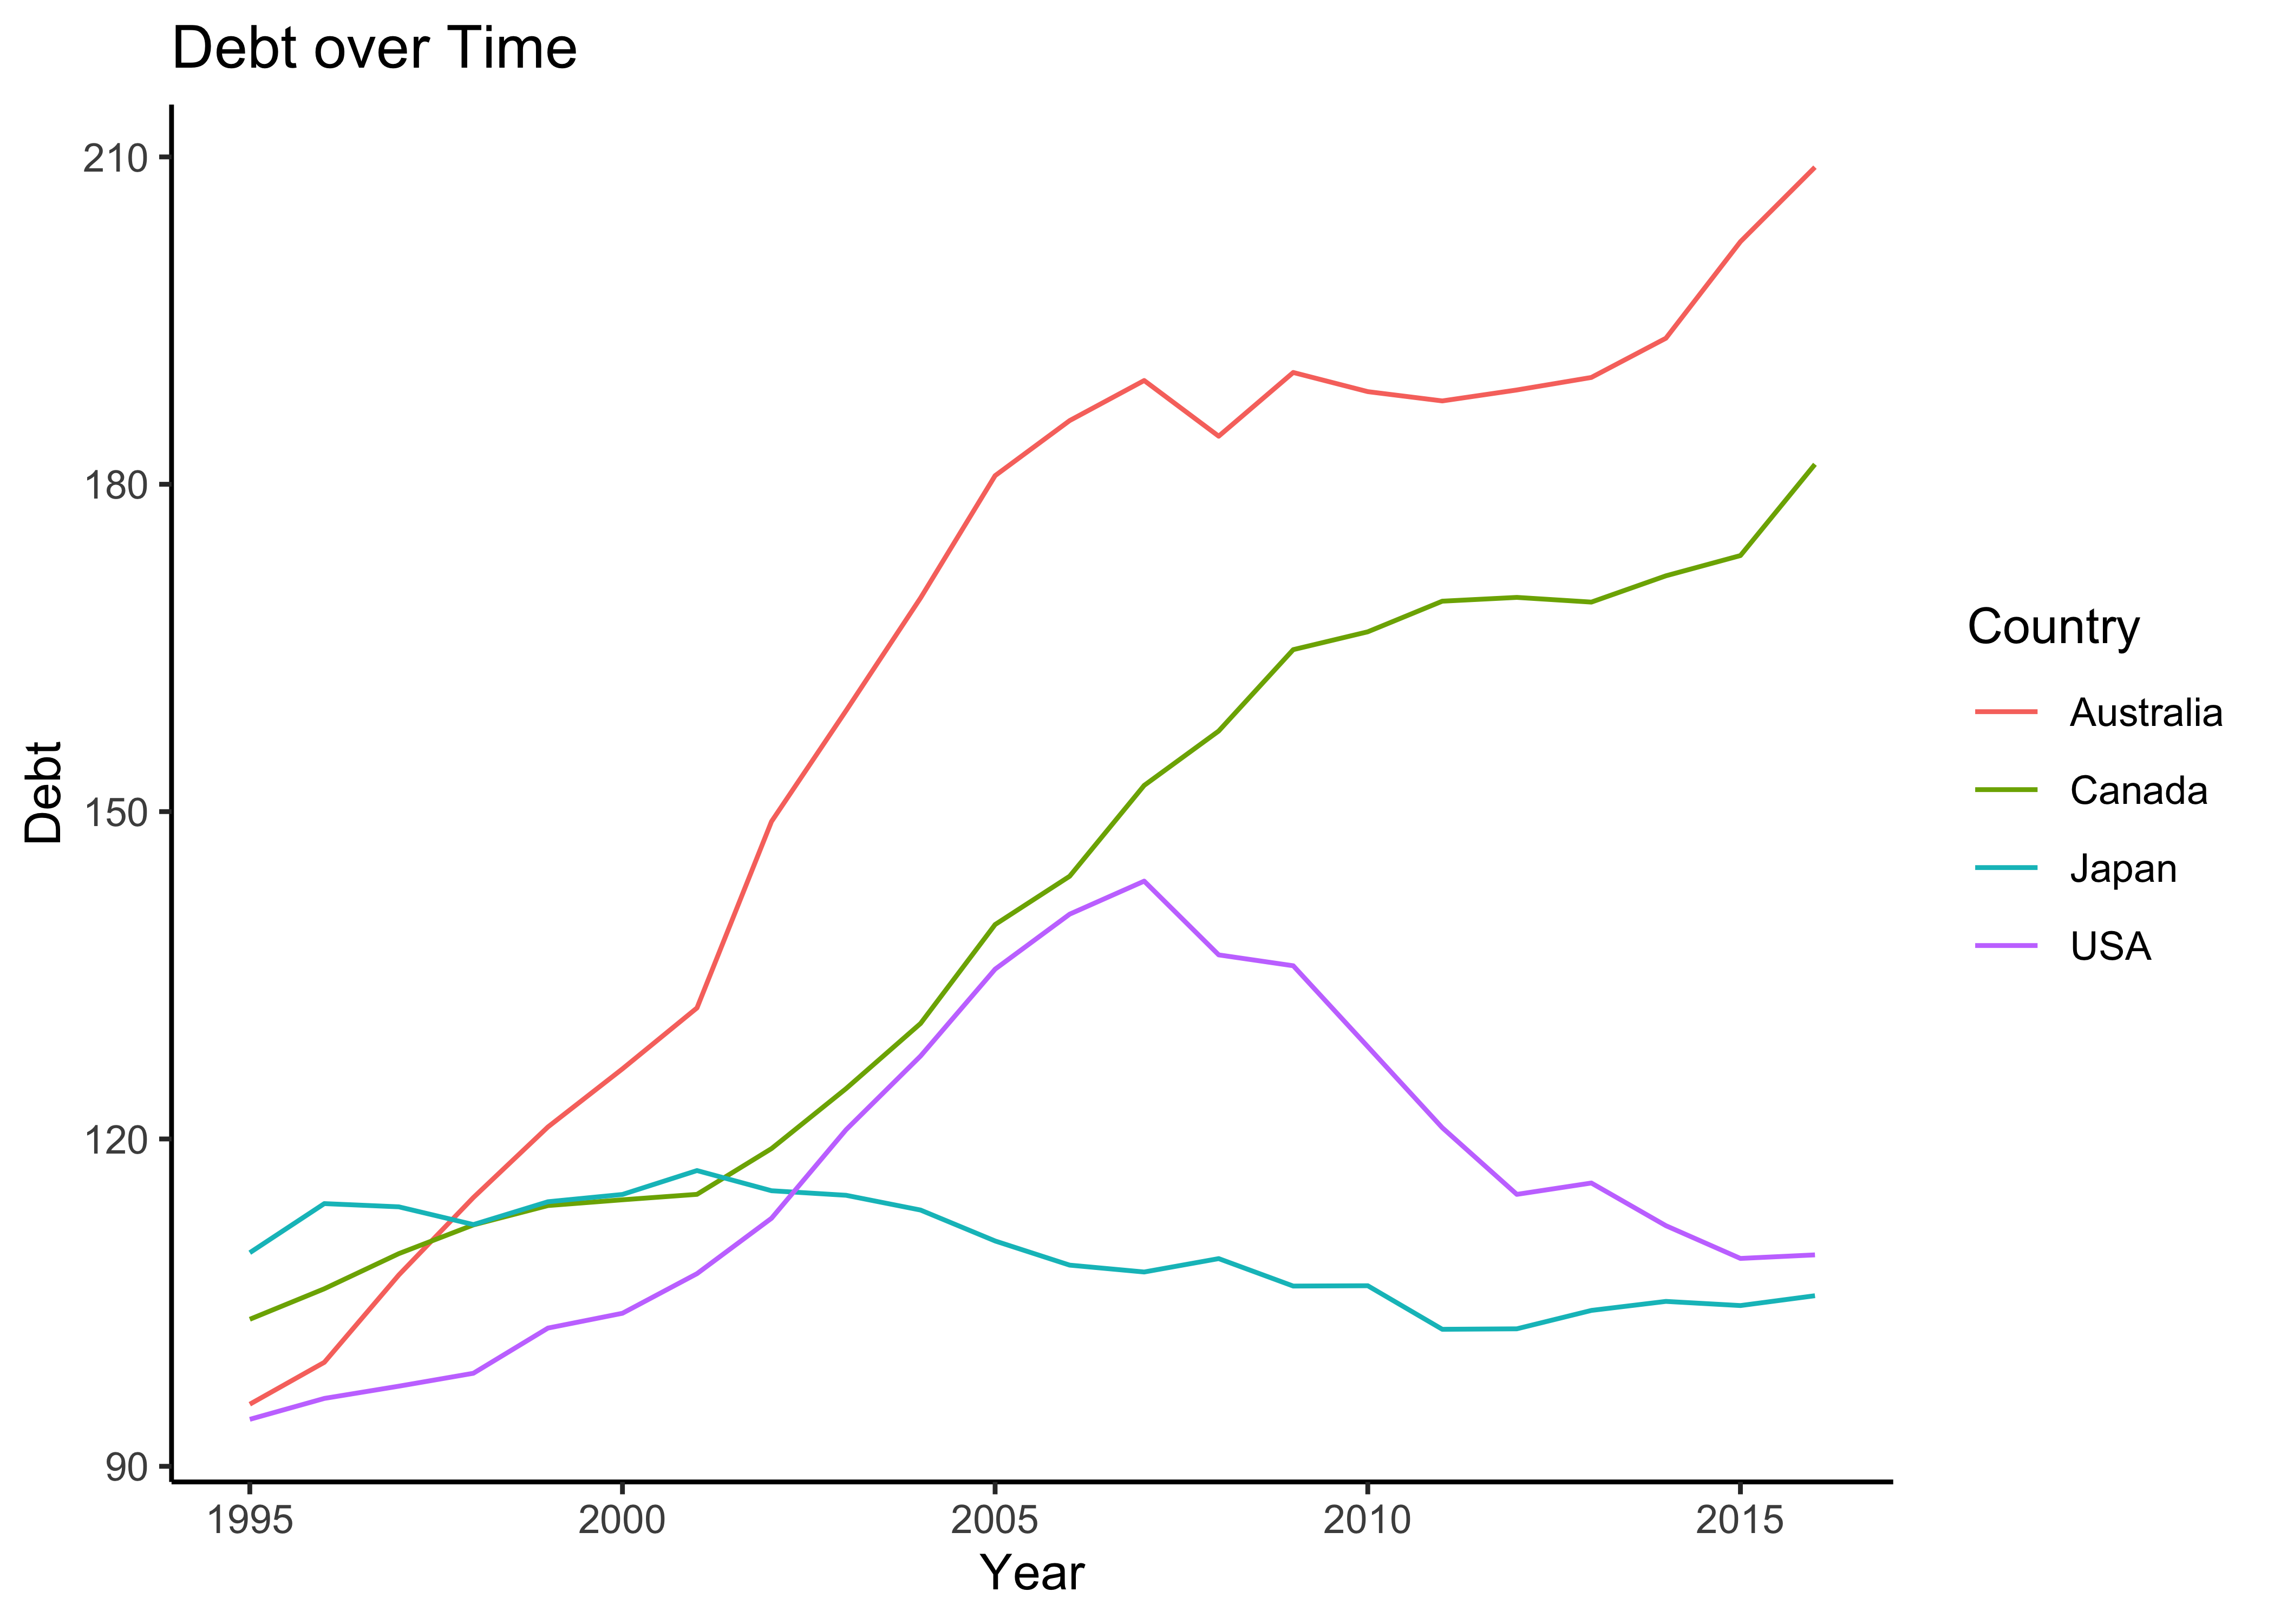 Debt over Time
210
180
150
120
90
Debt
1995 2000 2005 2010 2015
Year
Country
Australia
Canada
Japan
USA